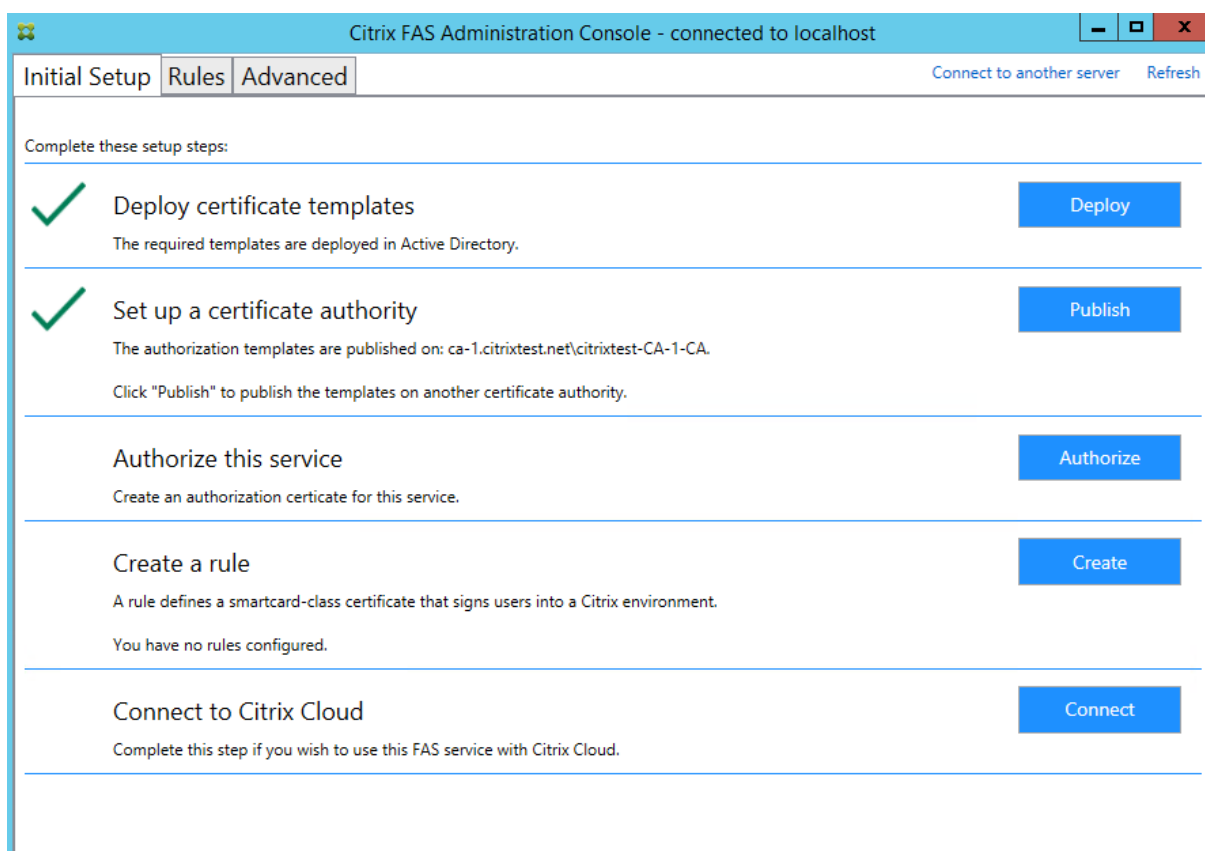 Citrix FAS Administration Console - connected to localhost
Initial Setup Rules Advanced Connect to another server Refresh
Complete these setup steps:
Deploy certificate templates
Deploy
The required templates are deployed in Active Directory.
Set up a certificate authority
Publish
The authorization templates are published on: ca-1.citrixtest.net\citrixtest-CA-1-CA.
Click "Publish" to publish the templates on another certificate authority.
Authorize this service
Authorize
Create an authorization certicate for this service.
Create a rule
Create
A rule defines a smartcard-class certificate that signs users into a Citrix environment.
You have no rules configured.
Connect to Citrix Cloud
Connect
Complete this step if you wish to use this FAS service with Citrix Cloud.